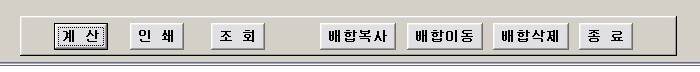 계 산 인 쇄 조 회 배합복사 배합이동 배합삭제 종 료